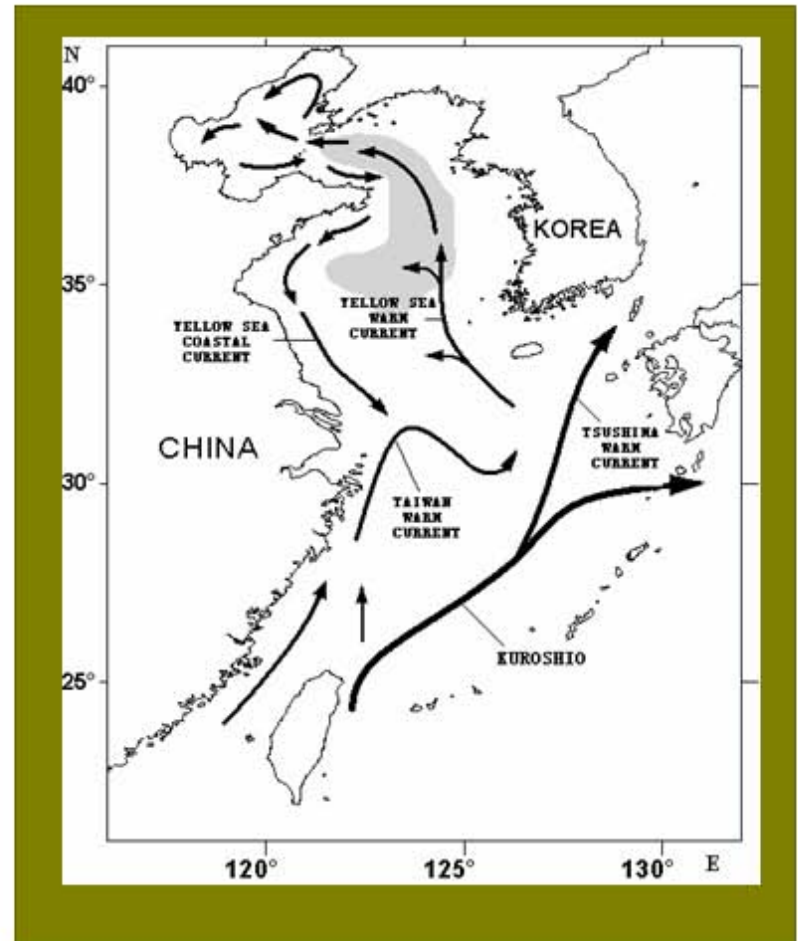 N
40°
KOREA
35°
YELLOW SEA
WARM
CURRENT
YELLOW SEA
COASTAL
CURRENT
CHINA
TSUSHIMA
WARM
CURRENT
30°
TAIWAN
WARM
CURRENT
KUROSHIO
25°
120°
125°
130°
E